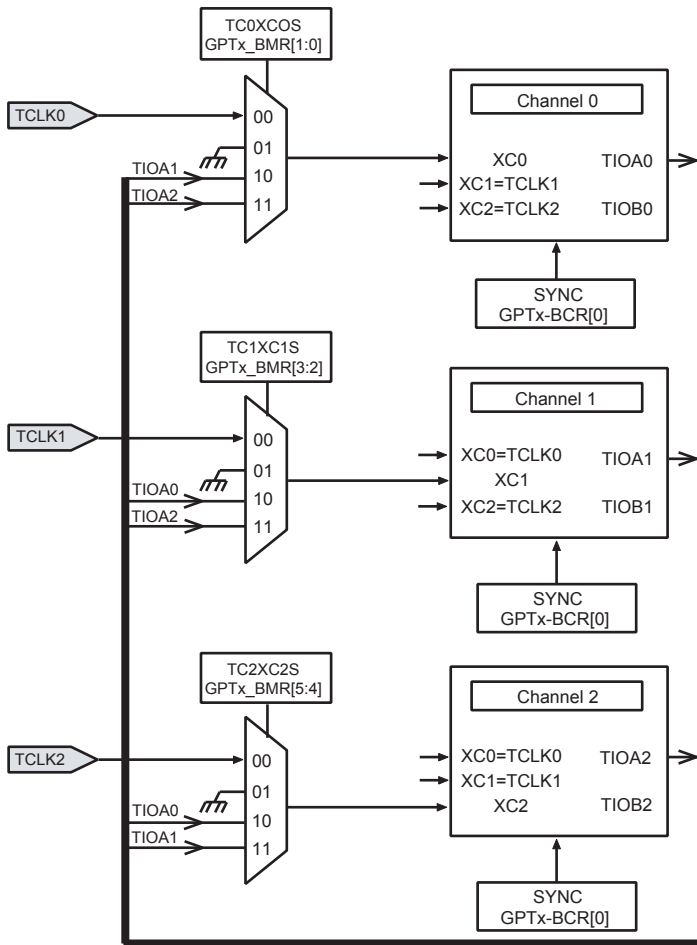 TC0XCOS
GPTx_BMR[1:0]
TCLK0
00
01
TIOA1
10
TIOA2
11
Channel 0
XC0
TIOA0
XC1=TCLK1
XC2=TCLK2
TIOB0
SYNC
GPTx-BCR[0]
TC1XC1S
GPTx_BMR[3:2]
TCLK1
00
01
TIOA0
10
TIOA2
11
Channel 1
XC0=TCLK0
TIOA1
XC1
XC2=TCLK2
TIOB1
SYNC
GPTx-BCR[0]
TC2XC2S
GPTx_BMR[5:4]
TCLK2
00
01
TIOA0
10
TIOA1
11
Channel 2
XC0=TCLK0
TIOA2
XC1=TCLK1
XC2
TIOB2
SYNC
GPTx-BCR[0]